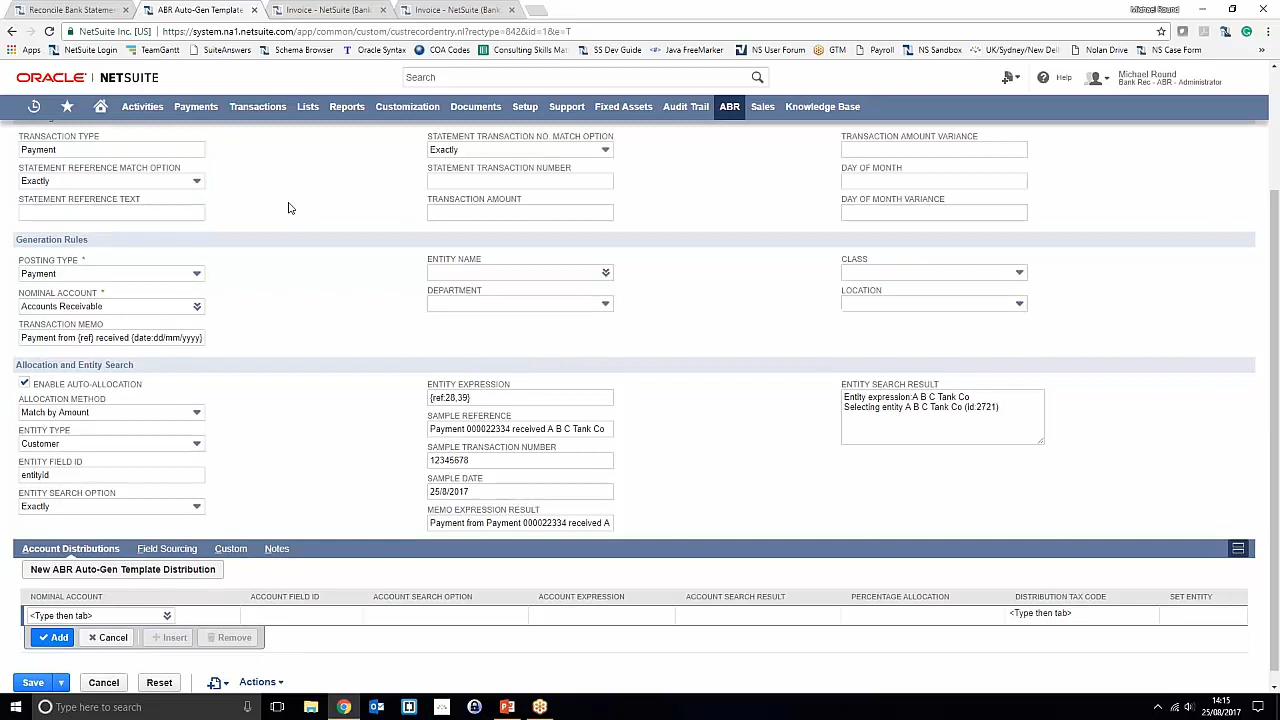 Reconcile Bank Statemen
ABR Auto-Gen Template
Invoice - NetSuite (Bank
Invoice - NetSuite (Bank
Michael Round
NetSuite Inc. [US]
https://system.na1.netsuite.com/app/common/custom/custrecordentry.nl?rectype=842&id=1&e=T
Apps
NetSuite Login
TeamGantt
SuiteAnswers
Schema Browser
Oracle Syntax
Country Codes
Consulting Skills Mat
SS Dev Guide
Java FreeMarker
NS User Forum
GTM
Payroll
NS Sandbox
UK/Sydney/New Del
Nolan Drive
NS Case Form
ORACLE NETSUITE
Search
Help
Michael Round
Bank Rec - ABR - Administrator
Activities Payments Transactions Lists Reports Customization Documents Setup Support Fixed Assets Audit Trail ABR Sales Knowledge Base
TRANSACTION TYPE
Payment
STATEMENT TRANSACTION NO. MATCH OPTION
Exactly
TRANSACTION AMOUNT VARIANCE
STATEMENT REFERENCE MATCH OPTION
Exactly
STATEMENT TRANSACTION NUMBER
DAY OF MONTH
STATEMENT REFERENCE TEXT
TRANSACTION AMOUNT
DAY OF MONTH VARIANCE
Generation Rules
POSTING TYPE *
Payment
ENTITY NAME
CLASS
NOMINAL ACCOUNT *
Accounts Receivable
DEPARTMENT
LOCATION
TRANSACTION MEMO
Payment from {ref} received {date:dd/mm/yyyy}
Allocation and Entity Search
ENABLE AUTO-ALLOCATION
ALLOCATION METHOD
Match by Amount
ENTITY TYPE
Customer
ENTITY FIELD ID
entityid
ENTITY SEARCH OPTION
Exactly
ENTITY EXPRESSION
{ref:28,39}
SAMPLE REFERENCE
Payment 000022334 received A B C Tank Co
SAMPLE TRANSACTION NUMBER
12345678
SAMPLE DATE
25/8/2017
MEMO EXPRESSION RESULT
Payment from Payment 000022334 received A
ENTITY SEARCH RESULT
Entity expression:A B C Tank Co
Selecting entity A B C Tank Co (id:2721)
Account Distributions Field Sourcing Custom Notes
New ABR Auto-Gen Template Distribution
NOMINAL ACCOUNT ACCOUNT FIELD ID ACCOUNT SEARCH OPTION ACCOUNT EXPRESSION ACCOUNT SEARCH RESULT PERCENTAGE ALLOCATION DISTRIBUTION TAX CODE SET ENTITY
<Type then tab> <Type then tab>
Add Cancel Insert Remove
Save Cancel Reset Actions
Type here to search
14:15
25/08/2017